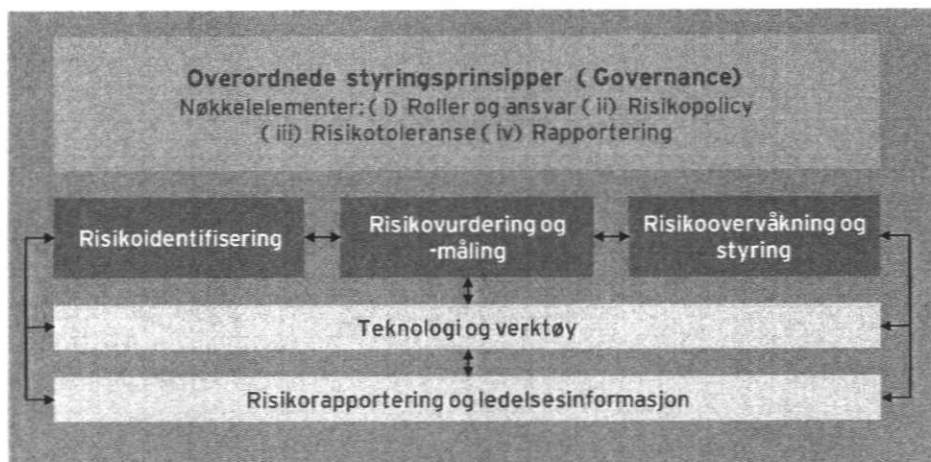 Overordnede styringsprinsipper (Governance)
Nøkkelelementer: (i) Roller og ansvar (ii) Risikopolicy
(iii) Risikotoleranse (iv) Rapportering
Risikoidentifisering
Risikovurdering og
-måling
Risikoovervåkning og
styring
Teknologi og verktøy
Risikorapportering og ledelsesinformasjon